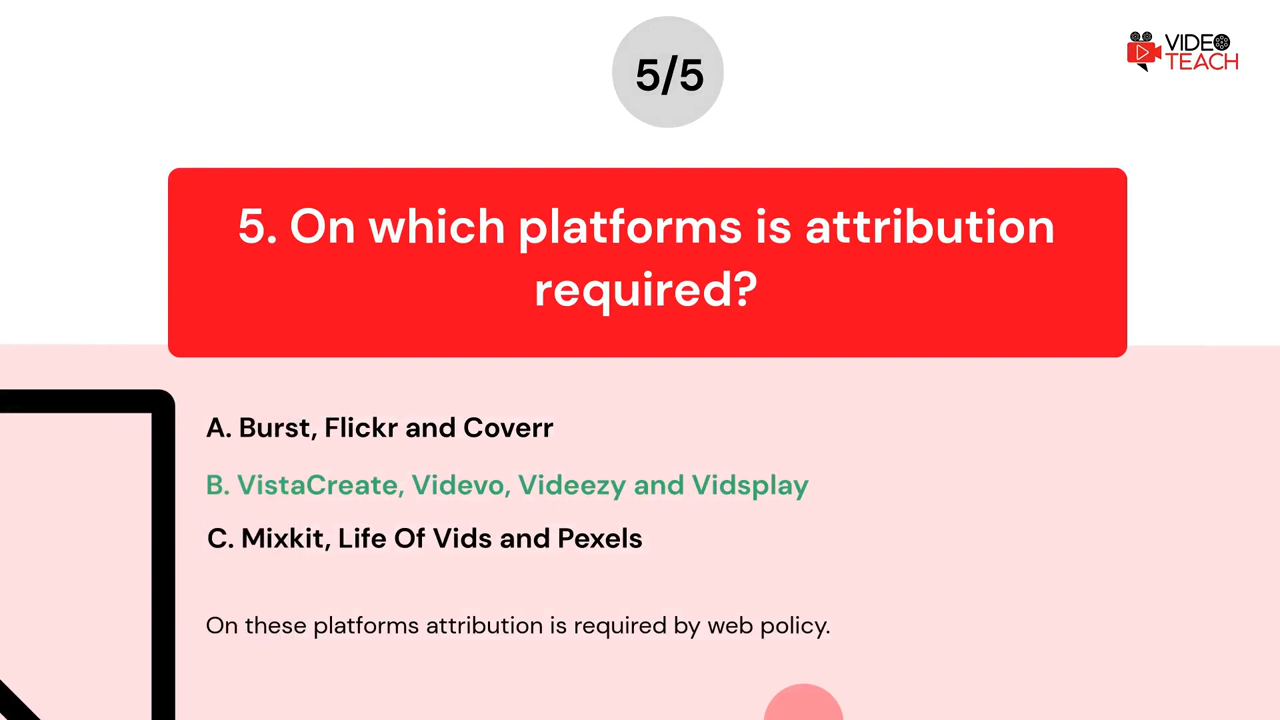 5/5
VIDEO
TEACH
5. On which platforms is attribution
required?
A. Burst, Flickr and Coverr
B. VistaCreate, Videvo, Videezy and Vidsplay
C. Mixkit, Life Of Vids and Pexels
On these platforms attribution is required by web policy.